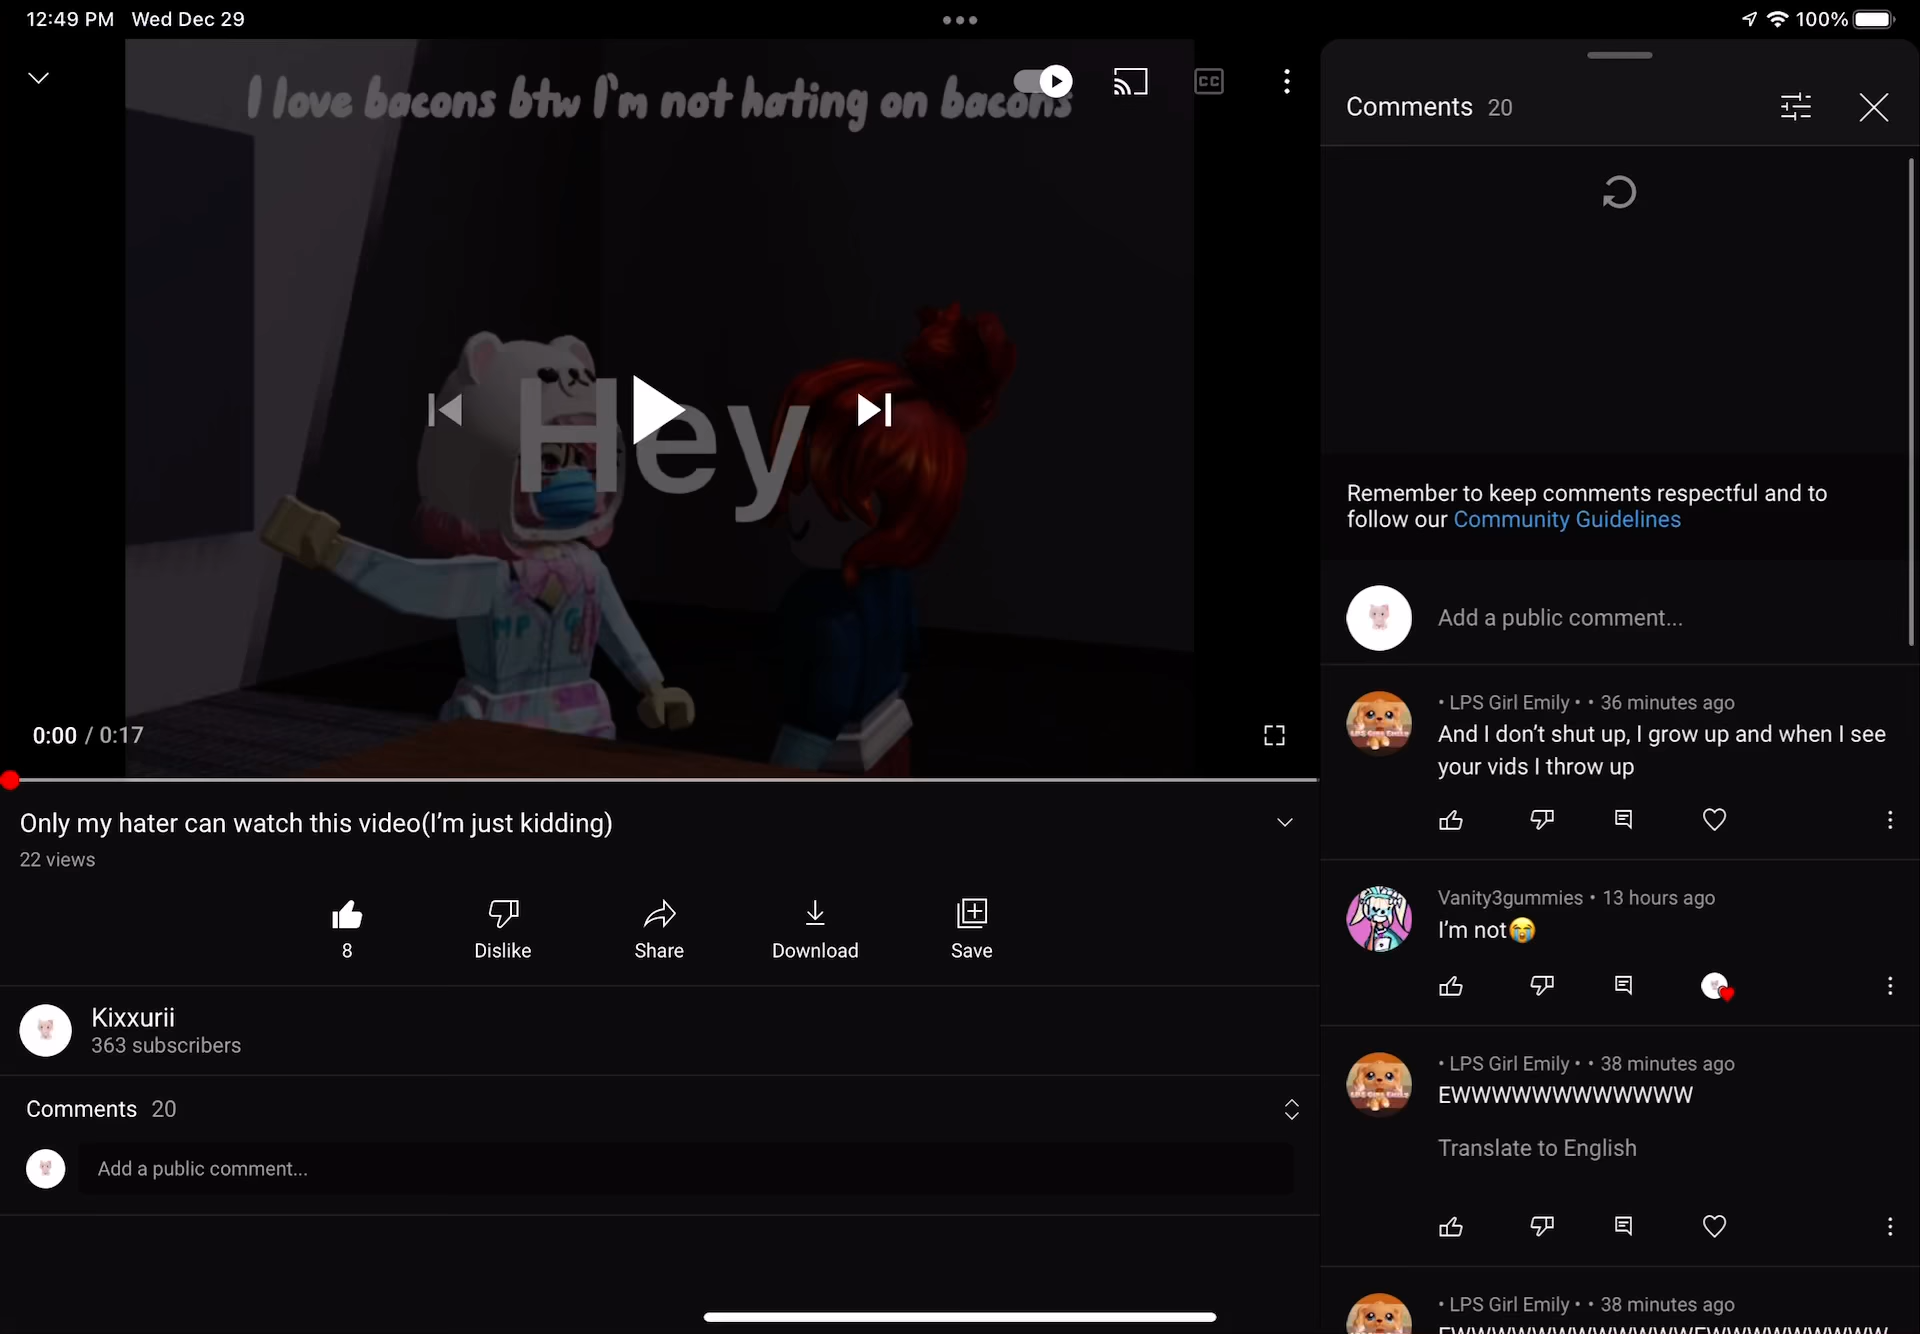 12:49 PM Wed Dec 29
100%
I love bacons btw I'm not hating on bacons
CC
Hey
0:00 / 0:17
Only my hater can watch this video(I’m just kidding)
22 views
8
Dislike
Share
Download
Save
Kixxurii
363 subscribers
Comments 20
Add a public comment...
Comments 20
Remember to keep comments respectful and to
follow our Community Guidelines
Add a public comment...
• LPS Girl Emily • • 36 minutes ago
And I don’t shut up, I grow up and when I see
your vids I throw up
Vanity3gummies • 13 hours ago
I’m not😭
• LPS Girl Emily • • 38 minutes ago
EWWWWWWWWWWWW
Translate to English
• LPS Girl Emily • • 38 minutes ago